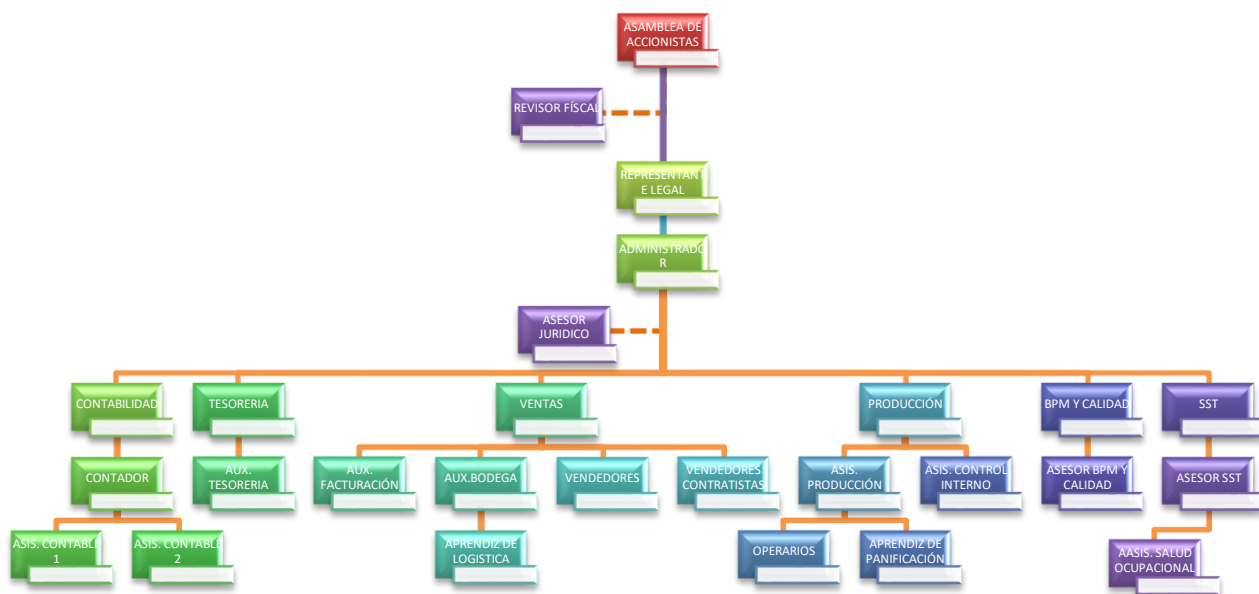 ASAMBLEA DE
ACCIONISTAS
REVISOR FÍSCAL
REPRESENTANT
E LEGAL
ADMINISTRADO
R
ASESOR
JURIDICO
CONTABILIDAD
TESORERIA
VENTAS
PRODUCCIÓN
BPM Y CALIDAD
SST
CONTADOR
AUX.
TESORERIA
AUX.
FACTURACIÓN
AUX.BODEGA
VENDEDORES
VENDEDORES
CONTRATISTAS
ASIS.
PRODUCCIÓN
ASIS. CONTROL
INTERNO
ASESOR BPM Y
CALIDAD
ASESOR SST
ASIS. CONTABLE
1
ASIS. CONTABLE
2
APRENDIZ DE
LOGISTICA
OPERARIOS
APRENDIZ DE
PANIFICACIÓN
AASIS. SALUD
OCUPACIONAL